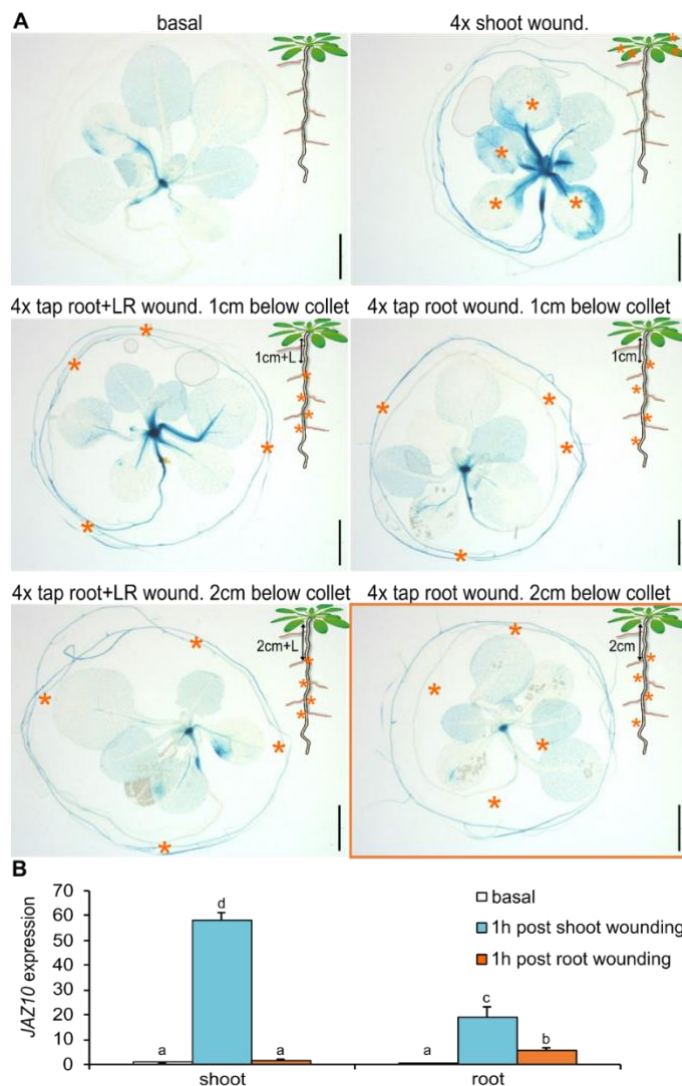 A
basal
4x shoot wound.
4x tap root+LR wound. 1cm below collet
4x tap root wound. 1cm below collet
1cm+L
1cm
4x tap root+LR wound. 2cm below collet
4x tap root wound. 2cm below collet
2cm+L
2cm
B
JAZ10 expression
70
60
50
40
30
20
10
0
a
d
a
a
c
b
basal
1h post shoot wounding
1h post root wounding
shoot
root